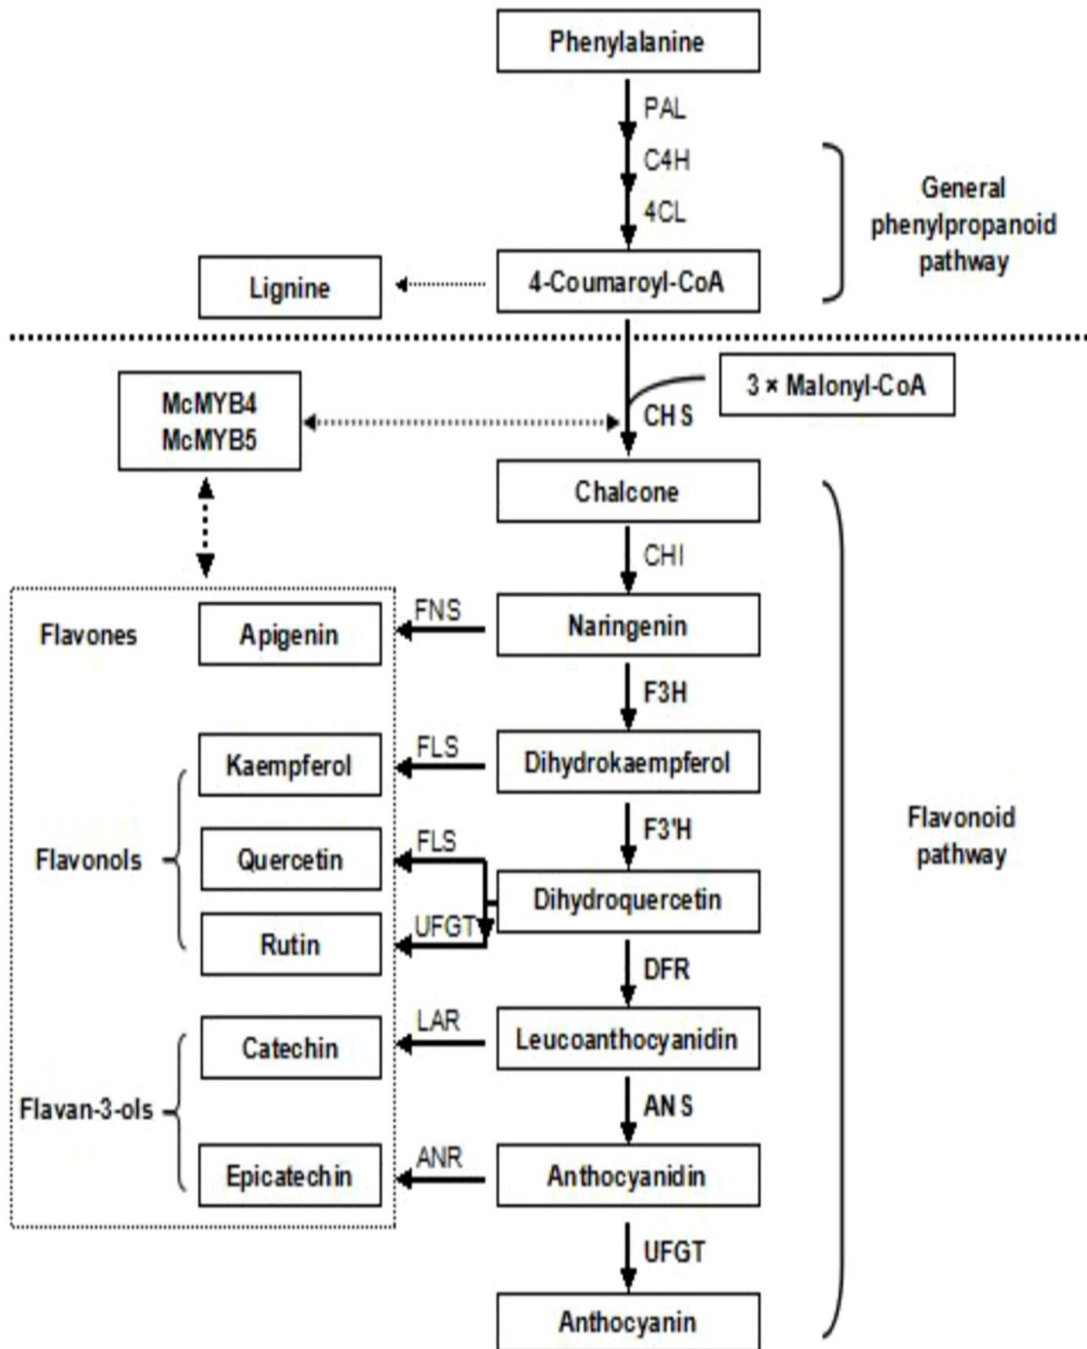 Phenylalanine
PAL
C4H
4CL
General
phenylpropanoid
pathway
Lignine
4-Coumaroyl-CoA
McMYB4
McMYB5
3 × Malonyl-CoA
CHS
Chalcone
CHI
Flavones
Apigenin
FNS
Naringenin
F3H
Kaempferol
FLS
Dihydrokaempferol
F3'H
Flavonols
Quercetin
FLS
Dihydroquercetin
Rutin
UFGT
DFR
Flavonoid
pathway
Catechin
LAR
Leucoanthocyanidin
Flavan-3-ols
ANS
Epicatechin
ANR
Anthocyanidin
UFGT
Anthocyanin